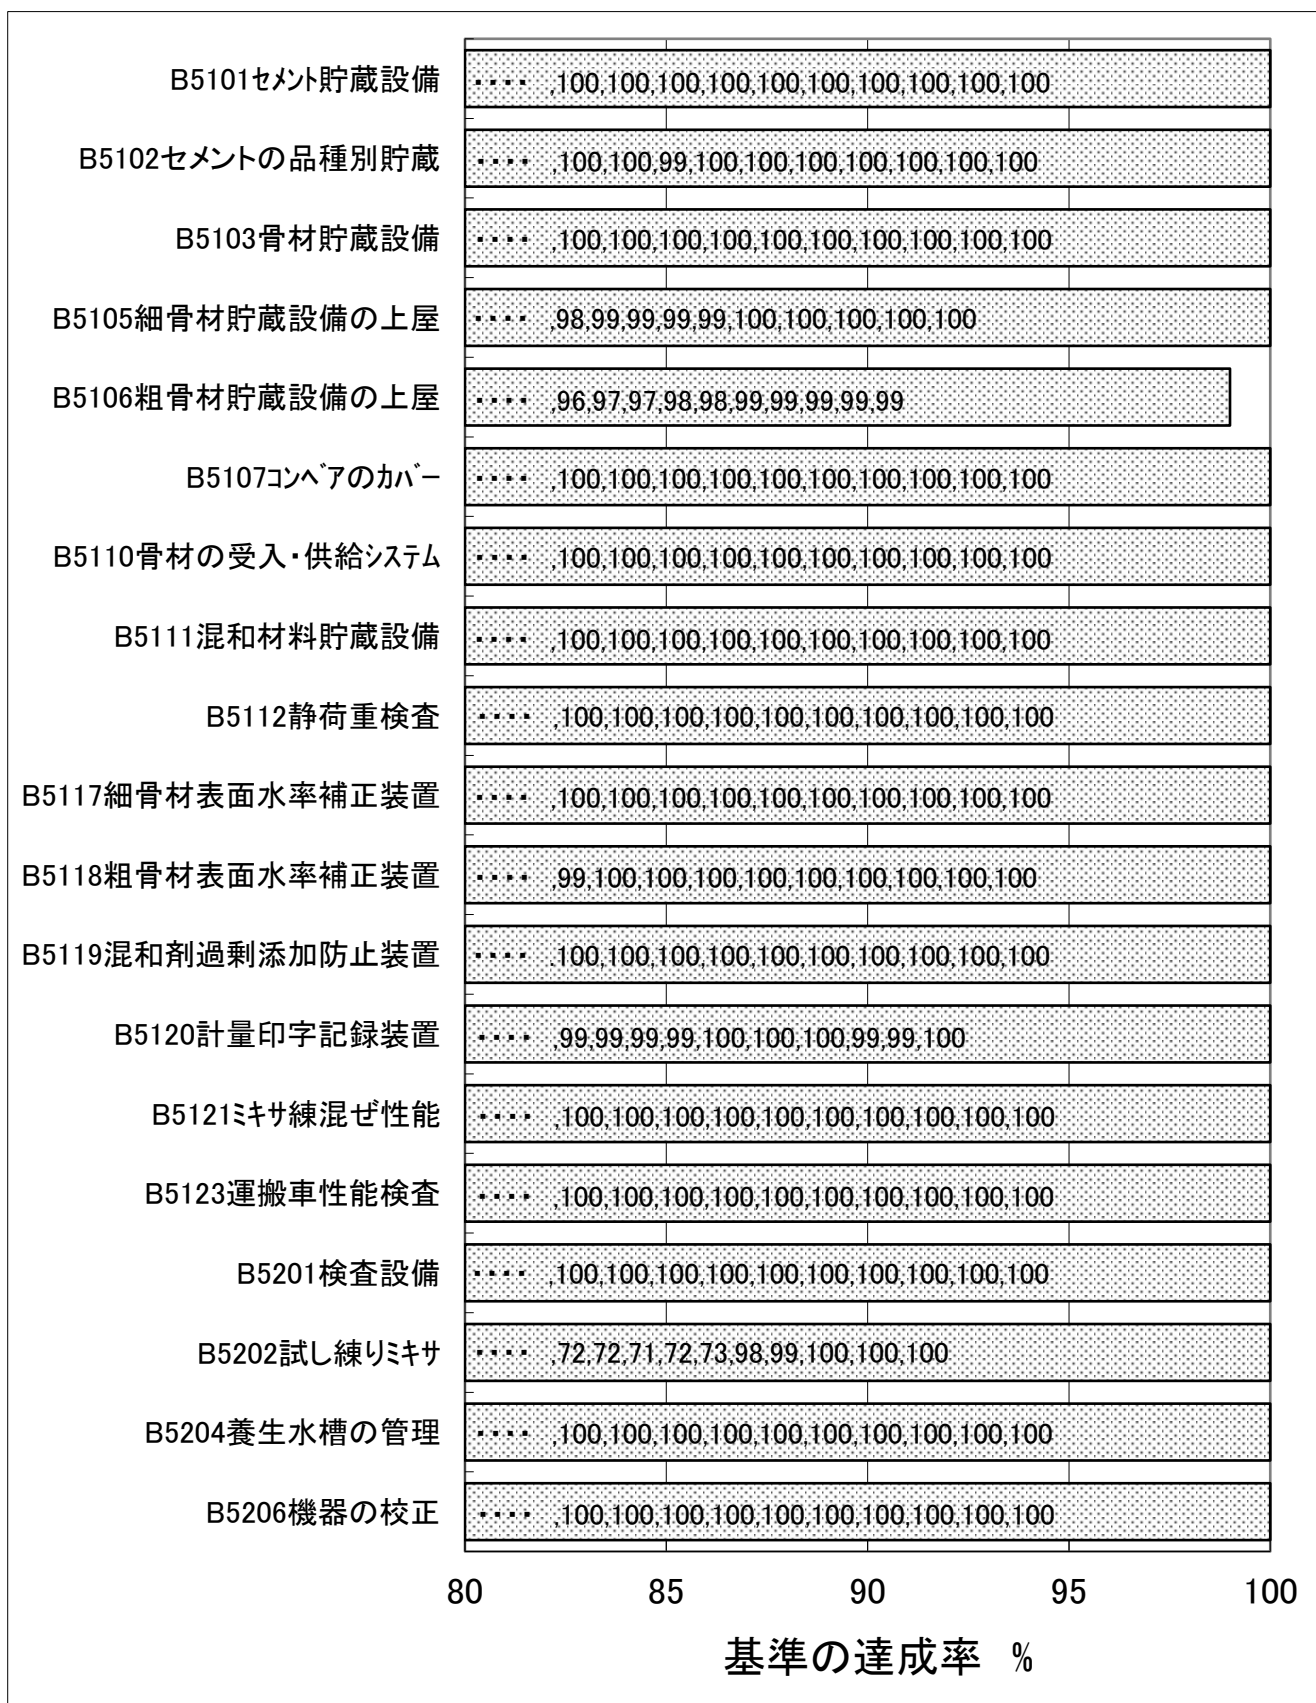 B5101ｾﾒﾝﾄ貯蔵設備 ････ ,100,100,100,100,100,100,100,100,100,100
B5102セメントの品種別貯蔵 ････ ,100,100,99,100,100,100,100,100,100,100
B5103骨材貯蔵設備 ････ ,100,100,100,100,100,100,100,100,100,100
B5105細骨材貯蔵設備の上屋 ････ ,98,99,99,99,99,100,100,100,100,100
B5106粗骨材貯蔵設備の上屋 ････ ,96,97,97,98,98,99,99,99,99,99
B5107ｺﾝﾍﾞｱのｶﾊﾞｰ ････ ,100,100,100,100,100,100,100,100,100,100
B5110骨材の受入・供給ｼｽﾃﾑ ････ ,100,100,100,100,100,100,100,100,100,100
B5111混和材料貯蔵設備 ････ ,100,100,100,100,100,100,100,100,100,100
B5112静荷重検査 ････ ,100,100,100,100,100,100,100,100,100,100
B5117細骨材表面水率補正装置 ････ ,100,100,100,100,100,100,100,100,100,100
B5118粗骨材表面水率補正装置 ････ ,99,100,100,100,100,100,100,100,100,100
B5119混和剤過剰添加防止装置 ････ .100,100,100,100,100,100,100,100,100,100
B5120計量印字記録装置 ････ ,99,99,99,99,100,100,100,99,99,100
B5121ﾐｷｻ練混ぜ性能 ････ ,100,100,100,100,100,100,100,100,100,100
B5123運搬車性能検査 ････ ,100,100,100,100,100,100,100,100,100,100
B5201検査設備 ････ ,100,100,100,100,100,100,100,100,100,100
B5202試し練りﾐｷｻ ････ ,72,72,71,72,73,98,99,100,100,100
B5204養生水槽の管理 ････ ,100,100,100,100,100,100,100,100,100,100
B5206機器の校正 ････ ,100,100,100,100,100,100,100,100,100,100
80 85 90 95 100
基準の達成率 %